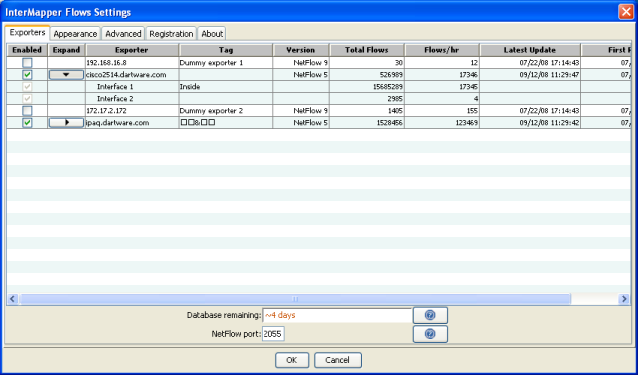 InterMapper Flows Settings
Exporters Appearance Advanced Registration About
Enabled Expand Exporter Tag Version Total Flows Flows/hr Latest Update First R
192.168.16.8 Dummy exporter 1 NetFlow 9 30 12 07/22/08 17:14:43 07/
cisco2514.dartware.com NetFlow 5 526989 17346 09/12/08 11:29:47 07/
Interface 1 Inside 15685289 17345
Interface 2 2985 4
172.17.2.172 Dummy exporter 2 NetFlow 9 1405 155 07/22/08 17:14:43 07/
ipaq.dartware.com □□&□□ NetFlow 5 1528456 123469 09/12/08 11:29:42 07/
Database remaining: ~4 days
NetFlow port: 2055
OK Cancel